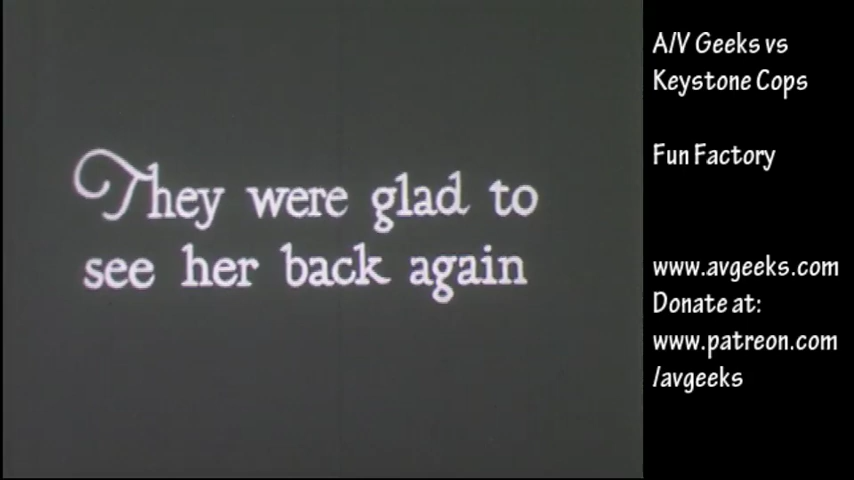 They were glad to
see her back again
A/V Geeks vs
Keystone Cops
Fun Factory
www.avgeeks.com
Donate at:
www.patreon.com
/avgeeks